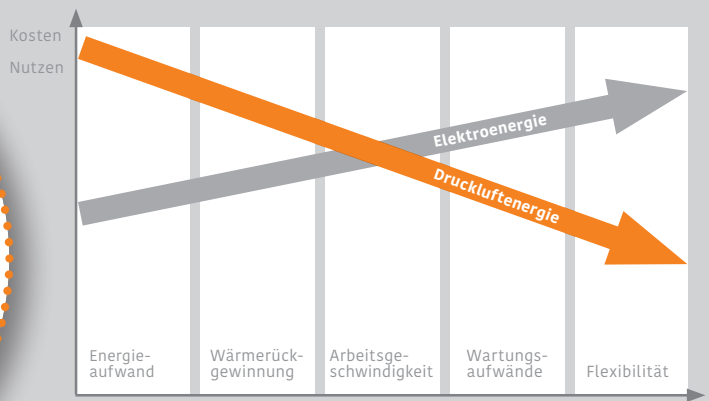 Kosten
Nutzen
Elektroenergie
Druckluftenergie
Energie-
aufwand
Wärmerück-
gewinnung
Arbeitsge-
schwindigkeit
Wartungs-
aufwände
Flexibilität